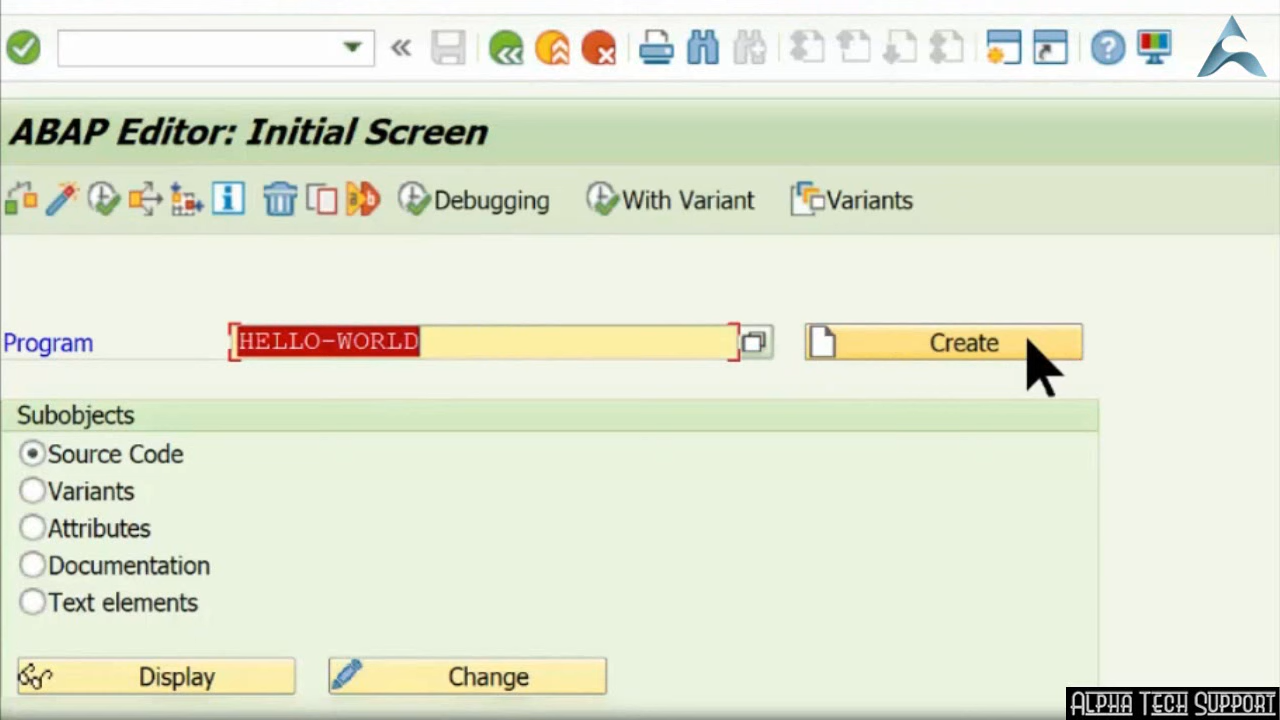 ABAP Editor: Initial Screen
Debugging With Variant Variants
Program HELLO-WORLD Create
Subobjects
Source Code
Variants
Attributes
Documentation
Text elements
Display Change
ALPHA TECH SUPPORT